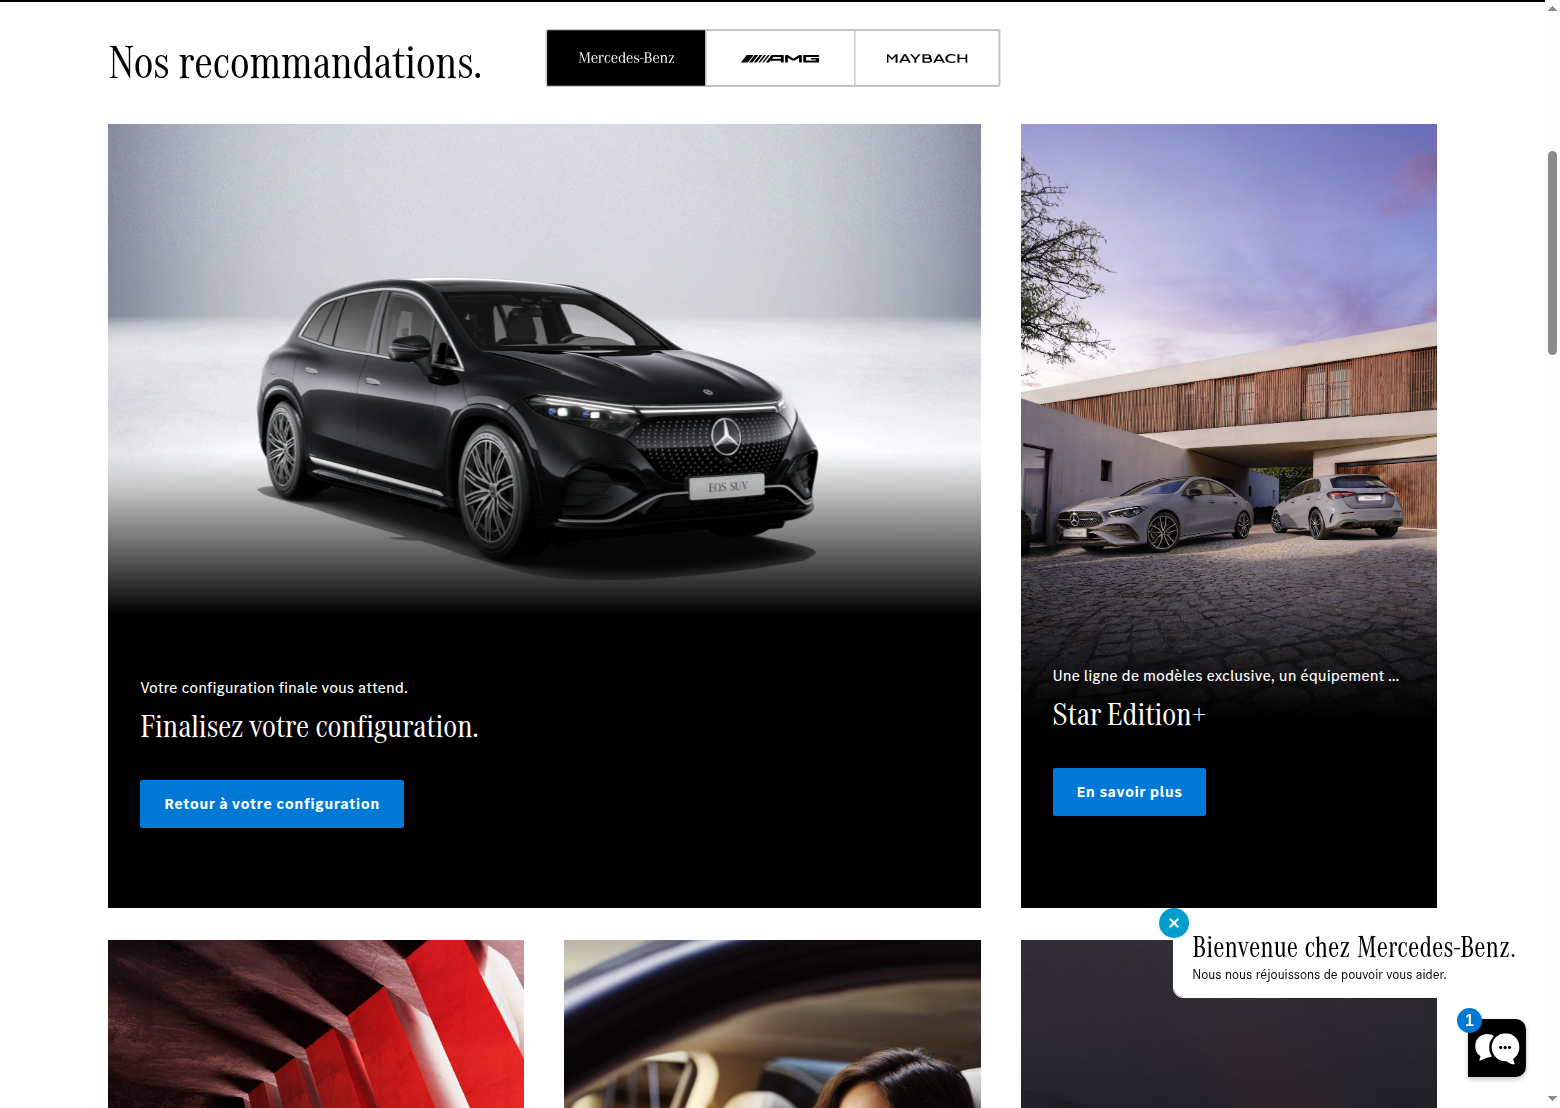 Nos recommandations.
Mercedes-Benz
AMG
MAYBACH
EQS SUV
Votre configuration finale vous attend.
Finalisez votre configuration.
Retour à votre configuration
Une ligne de modèles exclusive, un équipement ...
Star Edition+
En savoir plus
Bienvenue chez Mercedes-Benz.
Nous nous réjouissons de pouvoir vous aider.
1